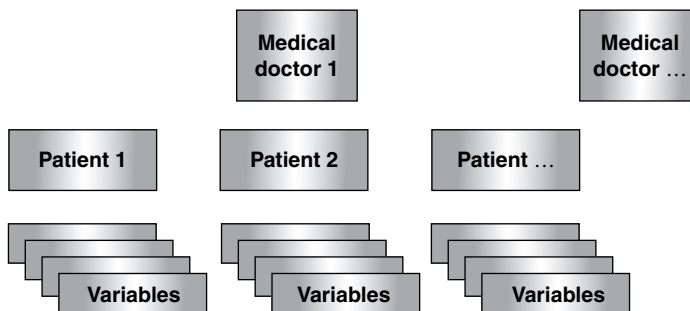 Medical
doctor 1
Medical
doctor …
Patient 1
Patient 2
Patient …
Variables
Variables
Variables